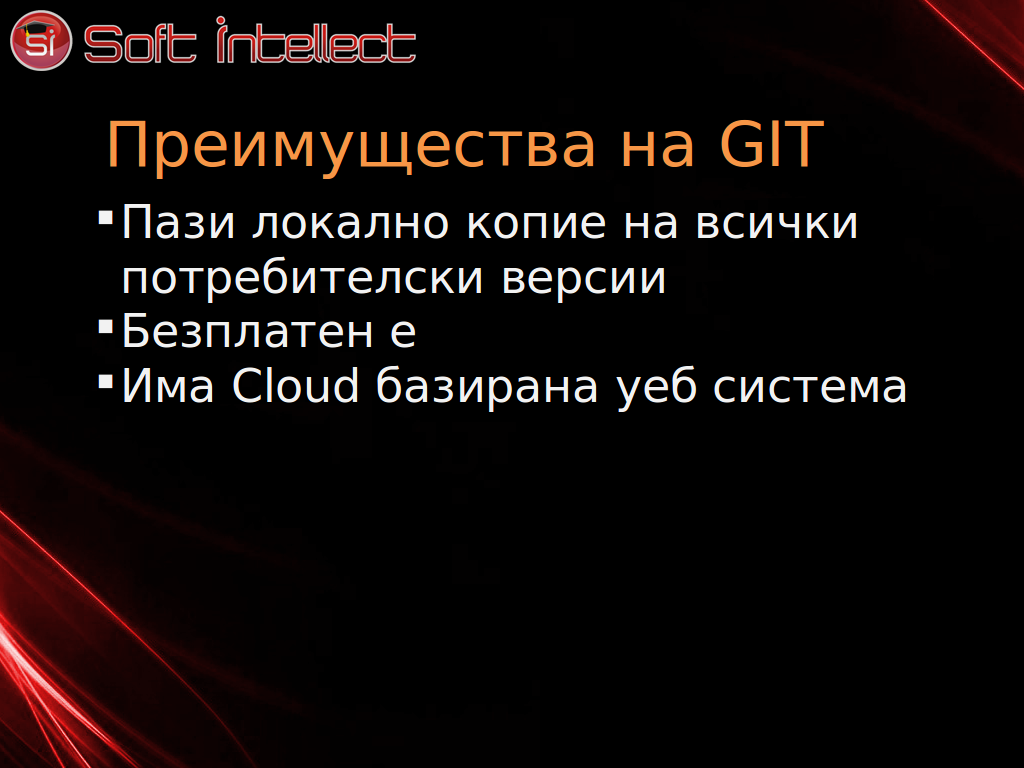 Si Soft Intellect
Преимущества на GIT
▪Пази локално копие на всички
потребителски версии
▪Безплатен е
▪Има Cloud базирана уеб система